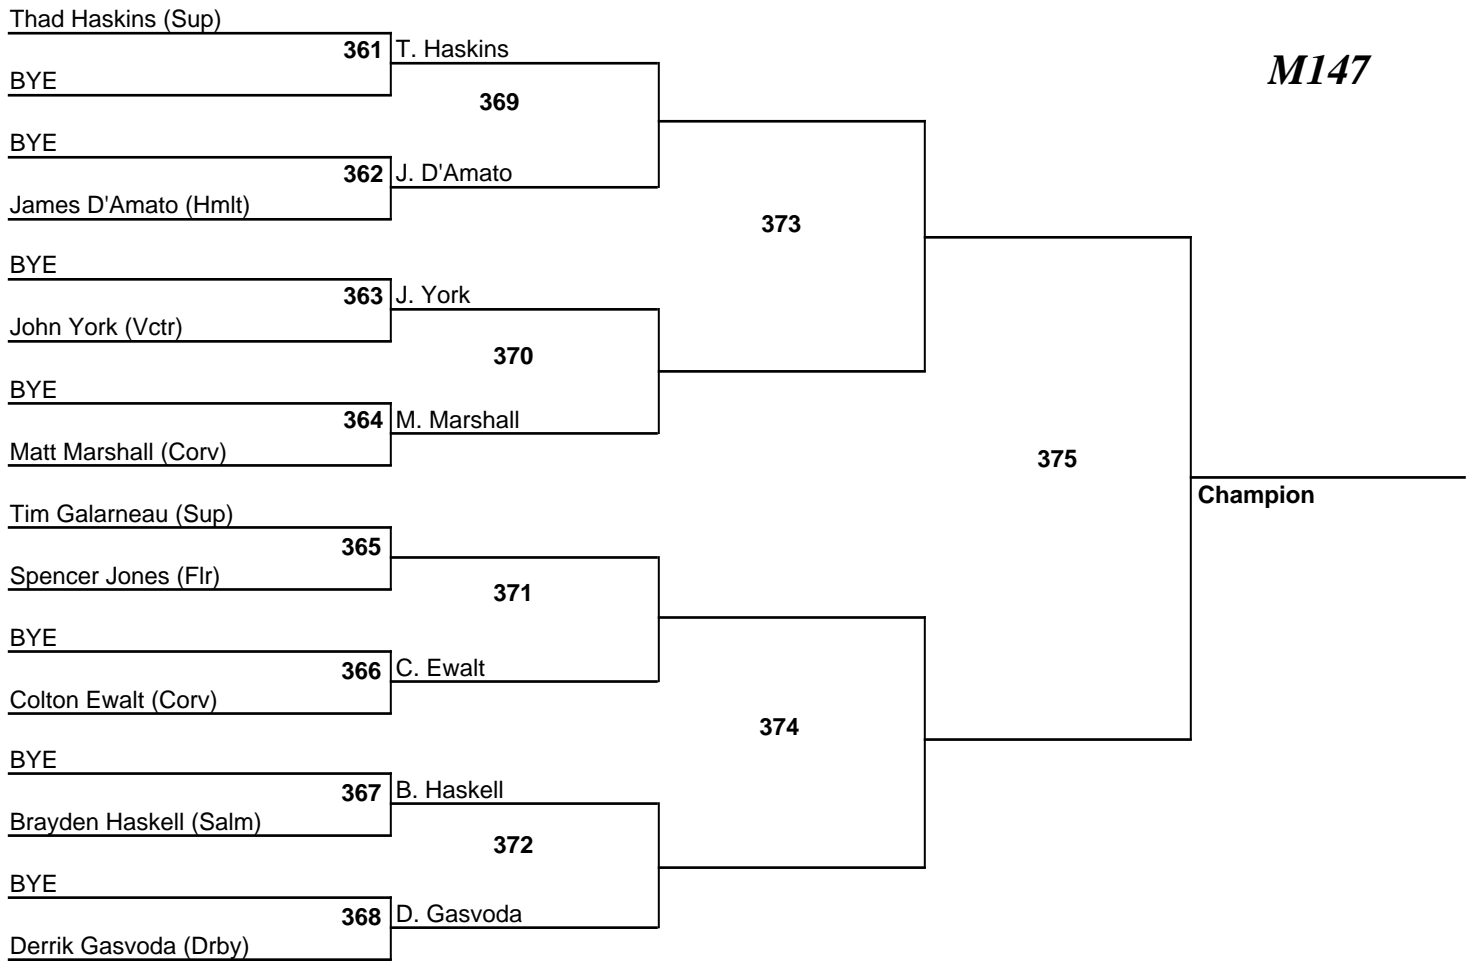 Thad Haskins (Sup)
361 T. Haskins
M147
BYE
369
BYE
362 J. D'Amato
James D'Amato (Hmlt)
373
BYE
363 J. York
John York (Vctr)
370
BYE
364 M. Marshall
Matt Marshall (Corv)
375
Champion
Tim Galarneau (Sup)
365
Spencer Jones (Flr)
371
BYE
366 C. Ewalt
Colton Ewalt (Corv)
374
BYE
367 B. Haskell
Brayden Haskell (Salm)
372
BYE
368 D. Gasvoda
Derrik Gasvoda (Drby)